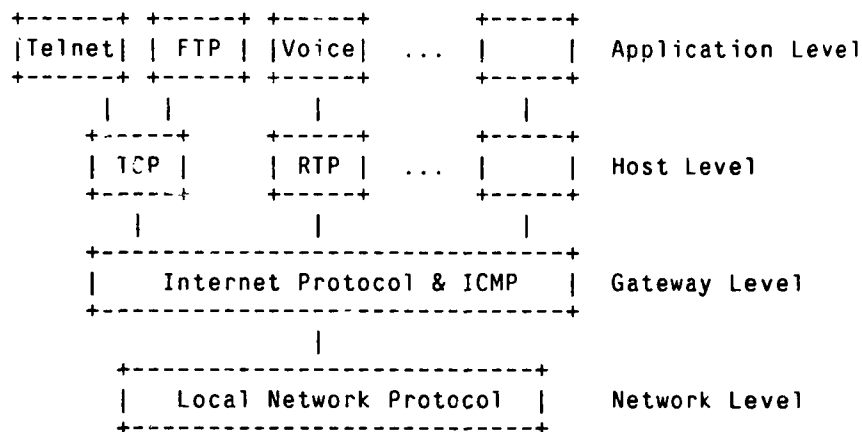 Telnet FTP Voice ... Application Level
TCP RTP ... Host Level
Internet Protocol & ICMP Gateway Level
Local Network Protocol Network Level